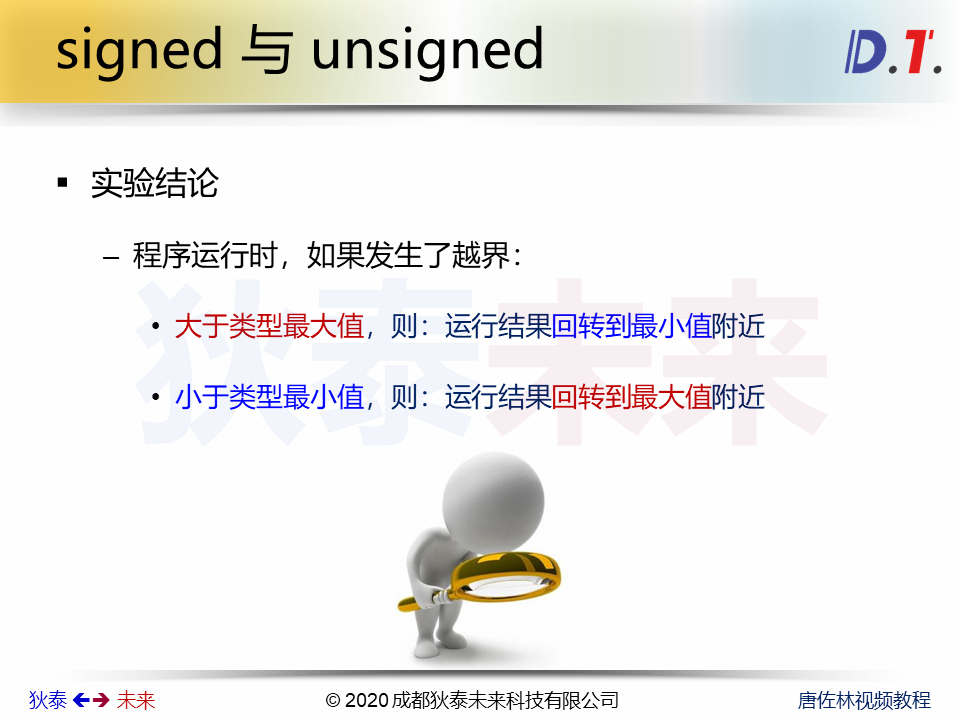 signed 与 unsigned
D.T.
▪ 实验结论
– 程序运行时，如果发生了越界：
• 大于类型最大值，则：运行结果回转到最小值附近
• 小于类型最小值，则：运行结果回转到最大值附近
狄泰未来
狄泰 🡸🡺 未来
© 2020 成都狄泰未来科技有限公司
唐佐林视频教程